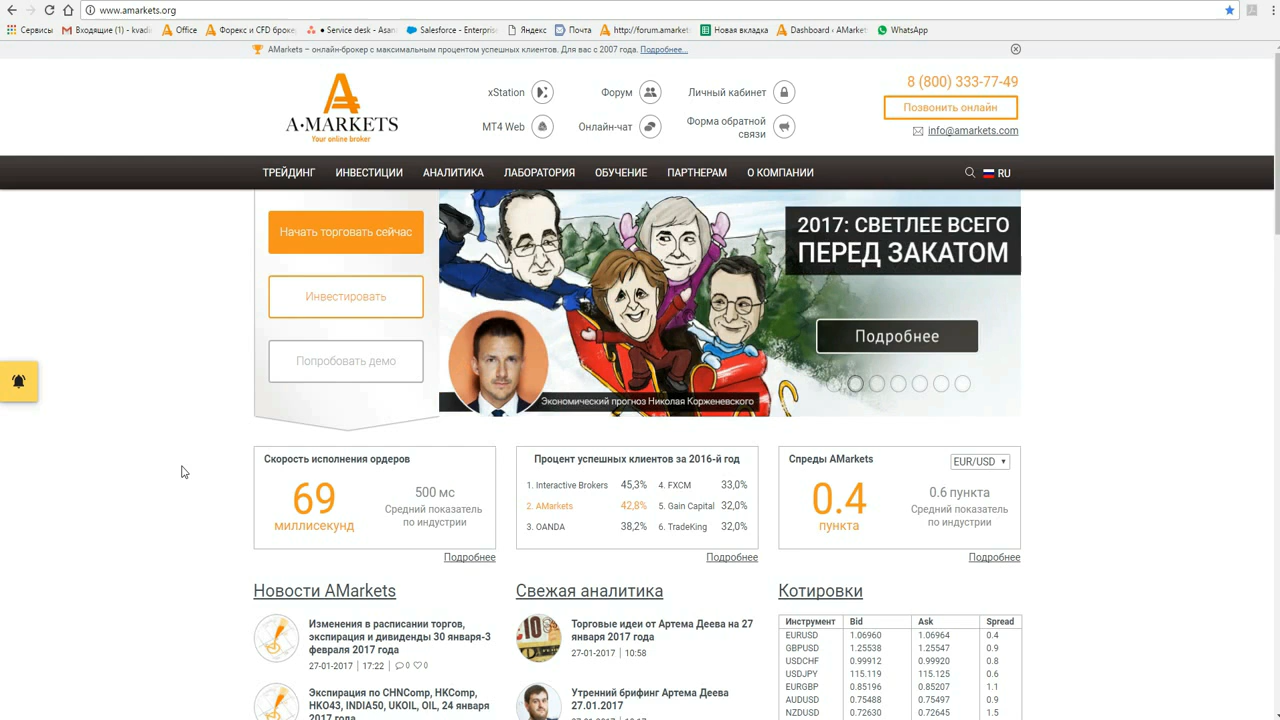 www.amarkets.org
Сервисы
Входящие (1) - kvadi
Office
Форекс и CFD броке
Service desk - Asan
Salesforce - Enterpris
Яндекс
Почта
http://forum.amarkets
Новая вкладка
Dashboard ‹ AMarket
WhatsApp
AMarkets – онлайн-брокер с максимальным процентом успешных клиентов. Для вас с 2007 года. Подробнее...
A·MARKETS
Your online broker
xStation
Форум
Личный кабинет
MT4 Web
Онлайн-чат
Форма обратной
связи
8 (800) 333-77-49
Позвонить онлайн
info@amarkets.com
ТРЕЙДИНГ ИНВЕСТИЦИИ АНАЛИТИКА ЛАБОРАТОРИЯ ОБУЧЕНИЕ ПАРТНЕРАМ О КОМПАНИИ RU
Начать торговать сейчас
Инвестировать
Попробовать демо
2017: СВЕТЛЕЕ ВСЕГО
ПЕРЕД ЗАКАТОМ
Подробнее
Экономический прогноз Николая Корженевского
Скорость исполнения ордеров
69
миллисекунд
500 мс
Средний показатель
по индустрии
Подробнее
Процент успешных клиентов за 2016-й год
1. Interactive Brokers 45,3% 4. FXCM 33,0%
2. AMarkets 42,8% 5. Gain Capital 32,0%
3. OANDA 38,2% 6. TradeKing 32,0%
Подробнее
Спреды AMarkets
EUR/USD
0.4
пункта
0.6 пункта
Средний показатель
по индустрии
Подробнее
Новости AMarkets
Изменения в расписании торгов,
экспирация и дивиденды 30 января-3
февраля 2017 года
27-01-2017 | 17:22 | 0 0
Экспирация по CHNComp, HKComp,
HKO43, INDIA50, UKOIL, OIL, 24 января
2017 года
Свежая аналитика
Торговые идеи от Артема Деева на 27
января 2017 года
27-01-2017 | 10:58
Утренний брифинг Артема Деева
27.01.2017
Котировки
Инструмент Bid Ask Spread
EURUSD 1.06960 1.06964 0.4
GBPUSD 1.25538 1.25547 0.9
USDCHF 0.99912 0.99920 0.8
USDJPY 115.119 115.125 0.6
EURGBP 0.85196 0.85207 1.1
AUDUSD 0.75488 0.75497 0.9
NZDUSD 0.72630 0.72645 1.5